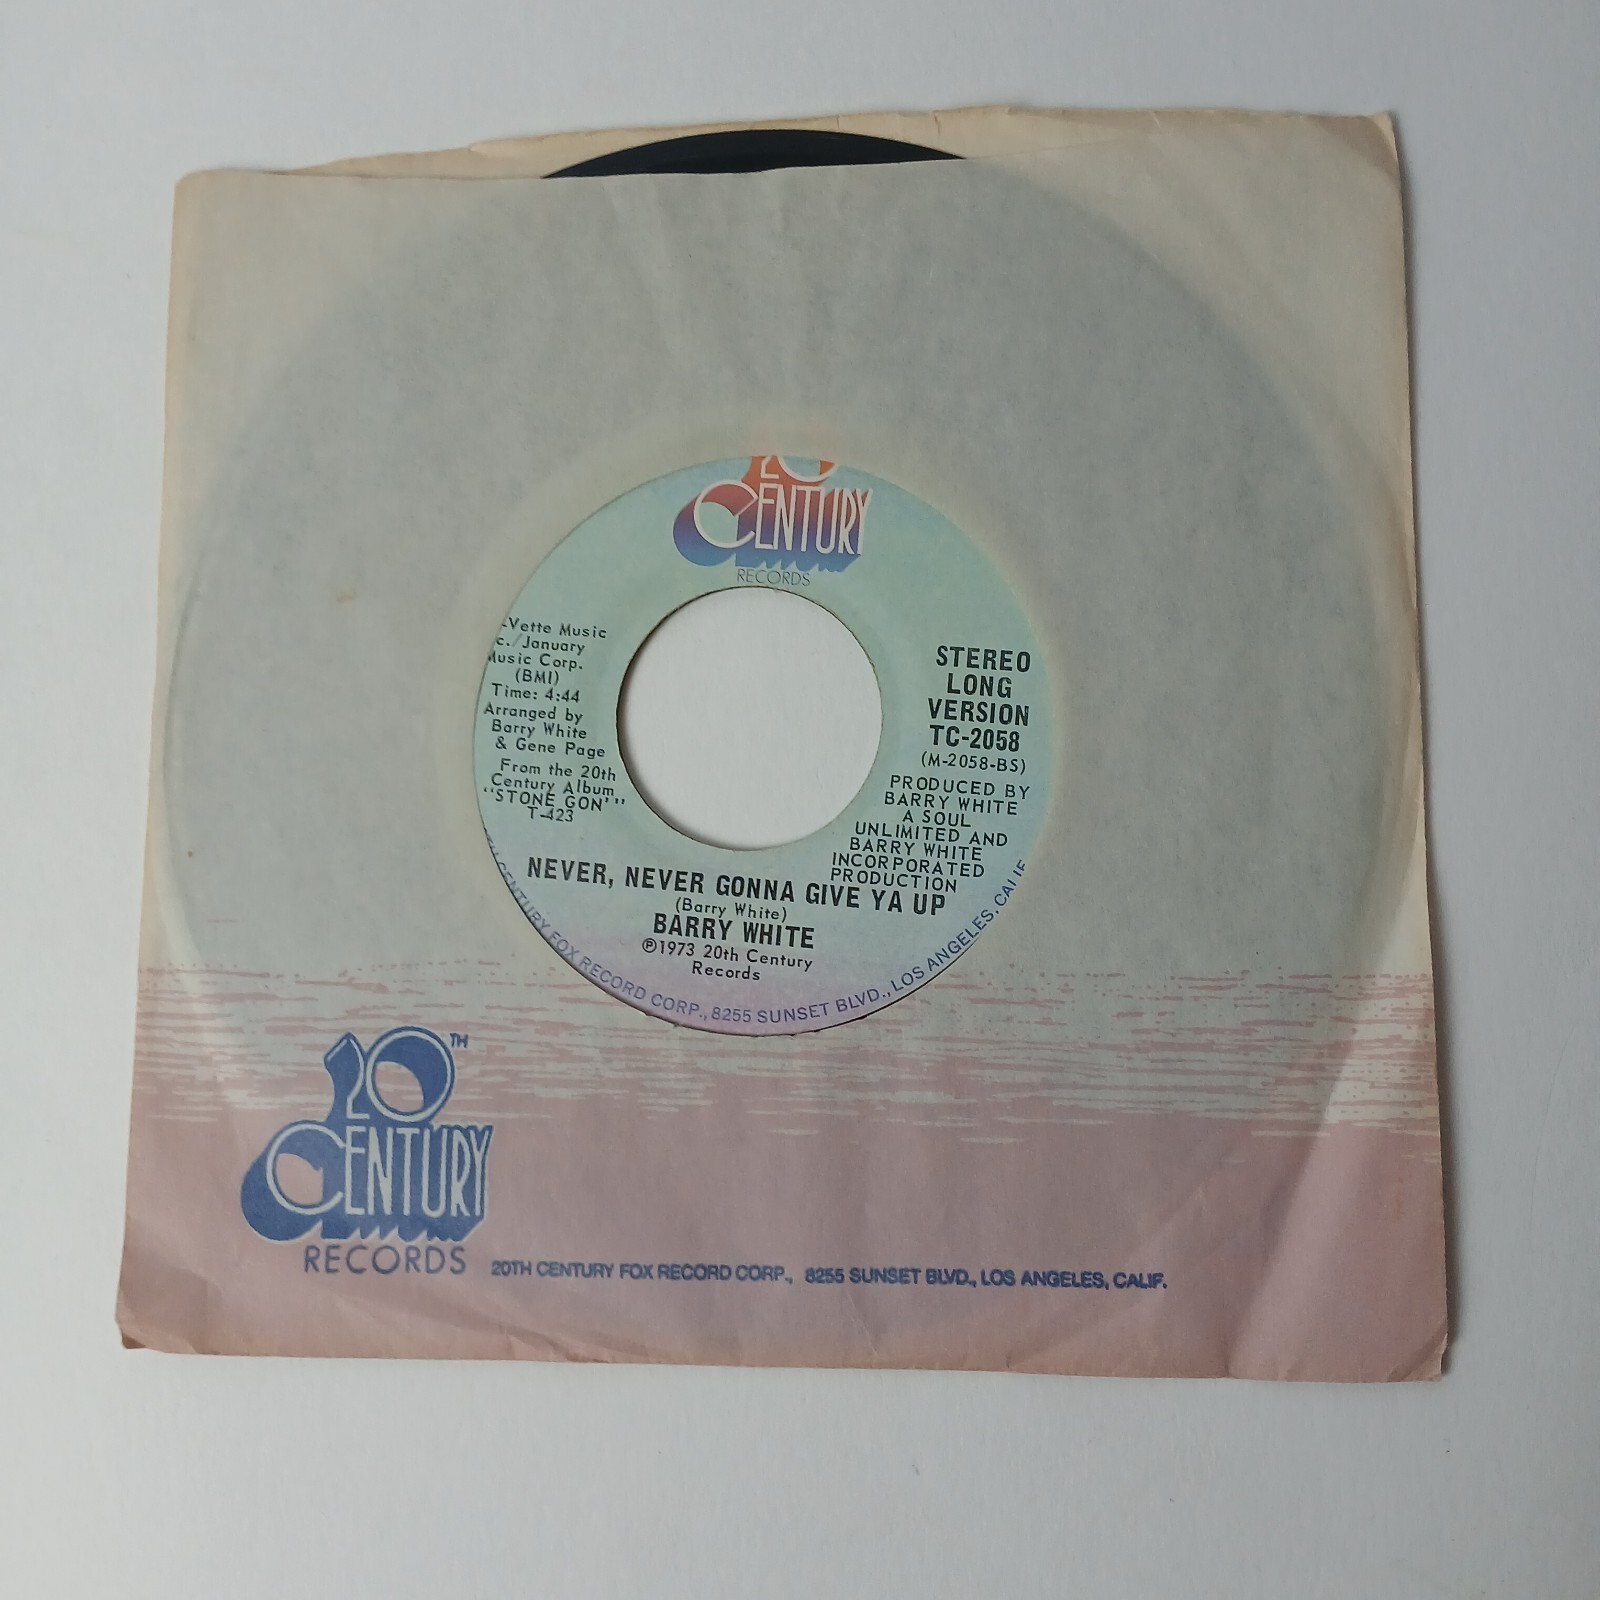 CENTURY
RECORDS
Vette Music
c./January
Music Corp.
(BMI)
Time: 4:44
Arranged by
Barry White
& Gene Page
From the 20th
Century Album
"STONE GON'"
T-423
STEREO
LONG
VERSION
TC-2058
(M-2058-BS)
PRODUCED BY
BARRY WHITE
A SOUL
UNLIMITED AND
BARRY WHITE
INCORPORATED
PRODUCTION
NEVER, NEVER GONNA GIVE YA UP
(Barry White)
BARRY WHITE
℗1973 20th Century
Records
CENTURY FOX RECORD CORP., 8255 SUNSET BLVD., LOS ANGELES, CALIF
20TH
CENTURY
RECORDS
20TH CENTURY FOX RECORD CORP., 8255 SUNSET BLVD., LOS ANGELES, CALIF.